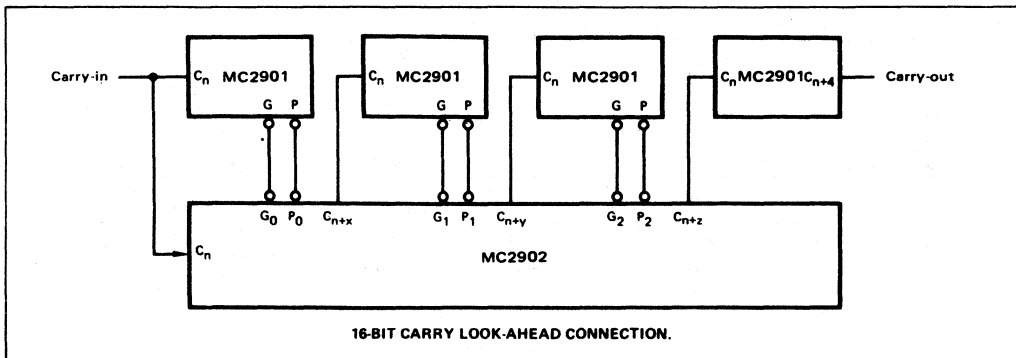 Carry-in
Cn MC2901
G P
Cn MC2901
G P
Cn MC2901
G P
Cn MC2901 Cn+4
Carry-out
G0 P0 Cn+x G1 P1 Cn+y G2 P2 Cn+z
Cn
MC2902
16-BIT CARRY LOOK-AHEAD CONNECTION.